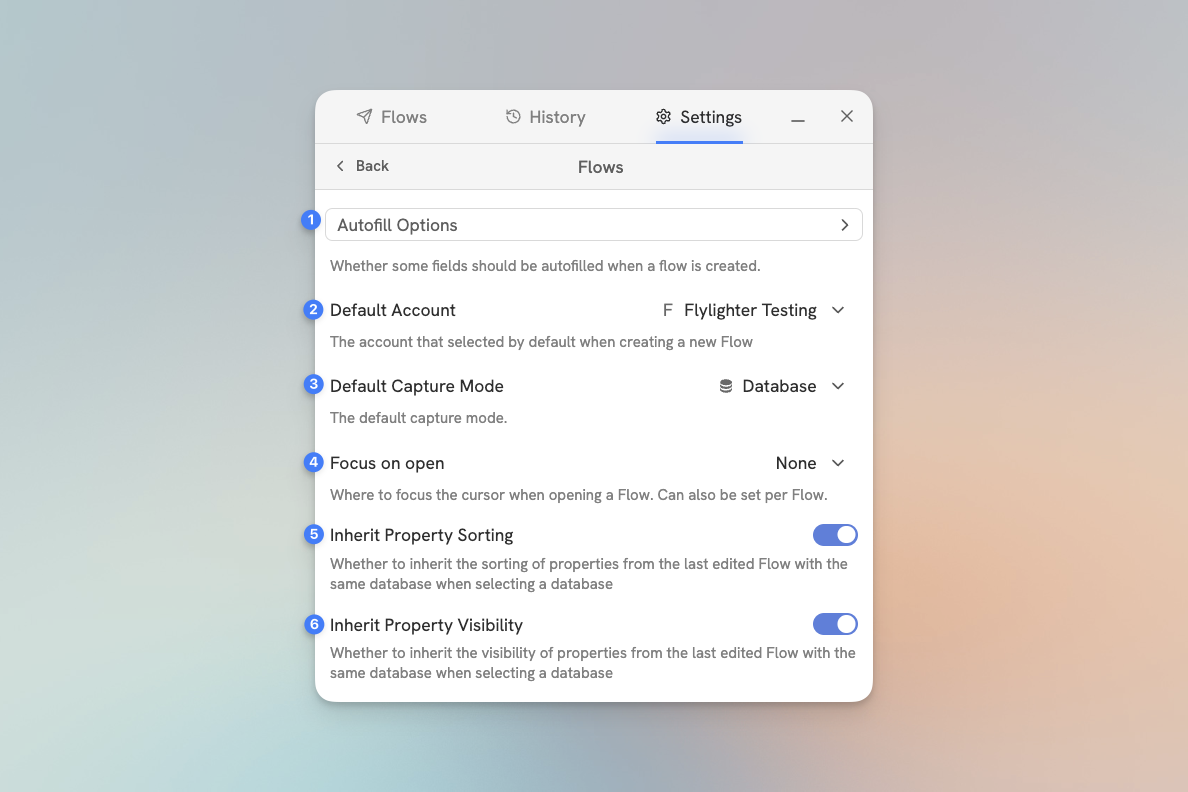 Flows
History
Settings
Back
Flows
1 Autofill Options
Whether some fields should be autofilled when a flow is created.
2 Default Account F Flylighter Testing
The account that selected by default when creating a new Flow
3 Default Capture Mode Database
The default capture mode.
4 Focus on open None
Where to focus the cursor when opening a Flow. Can also be set per Flow.
5 Inherit Property Sorting
Whether to inherit the sorting of properties from the last edited Flow with the
same database when selecting a database
6 Inherit Property Visibility
Whether to inherit the visibility of properties from the last edited Flow with the
same database when selecting a database